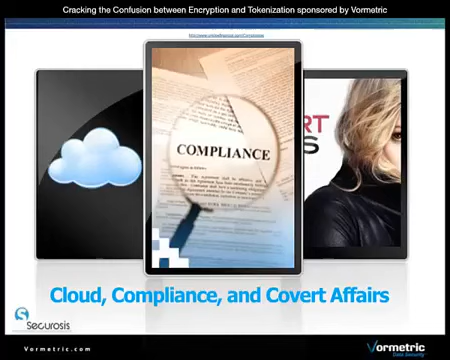 Cracking the Confusion between Encryption and Tokenization sponsored by Vormetric
COMPLIANCE
Cloud, Compliance, and Covert Affairs
Securosis
Vormetric.com
Vormetric
Data Security